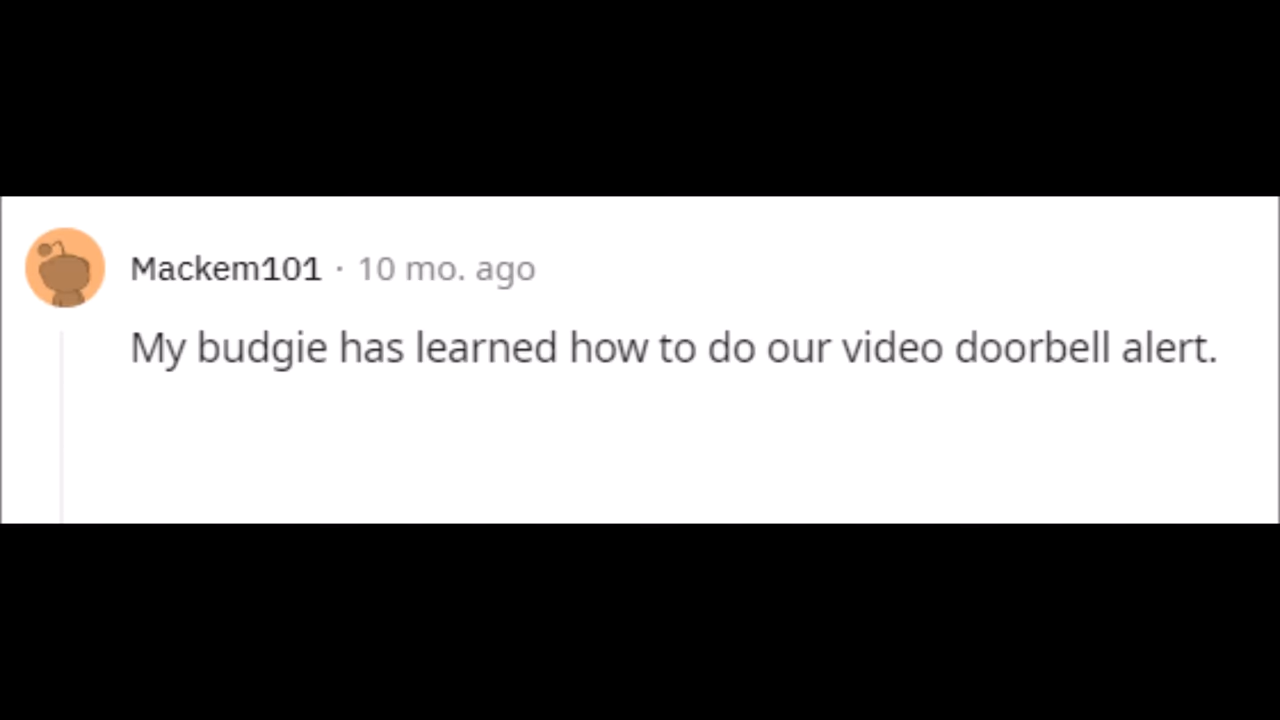 Mackem101 · 10 mo. ago
My budgie has learned how to do our video doorbell alert.